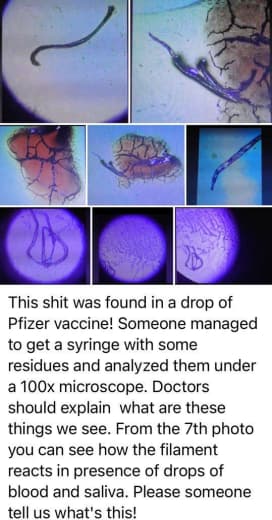 This shit was found in a drop of
Pfizer vaccine! Someone managed
to get a syringe with some
residues and analyzed them under
a 100x microscope. Doctors
should explain  what are these
things we see. From the 7th photo
you can see how the filament
reacts in presence of drops of
blood and saliva. Please someone
tell us what's this!